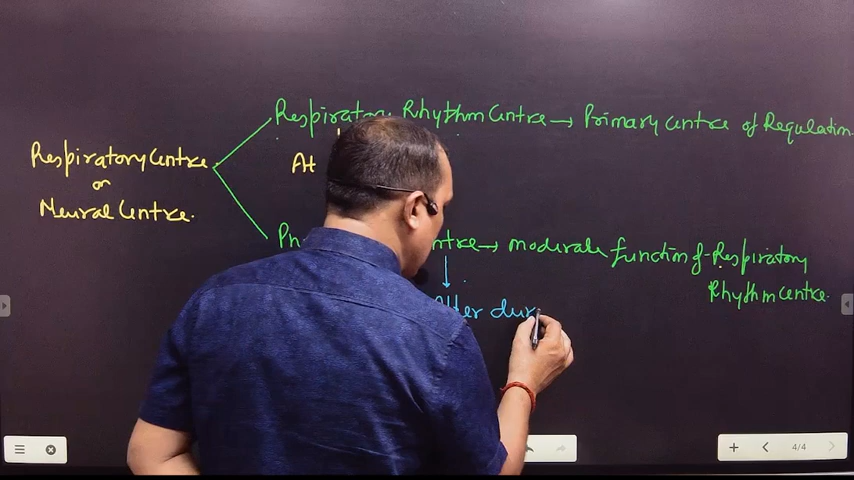 Respiratory Rhythm Centre → Primary Centre of Regulation
Respiratory Centre
or
Neural Centre.
At
centre → moderate function of Respiratory
Rhythm Centre.
Alter dur
4/4